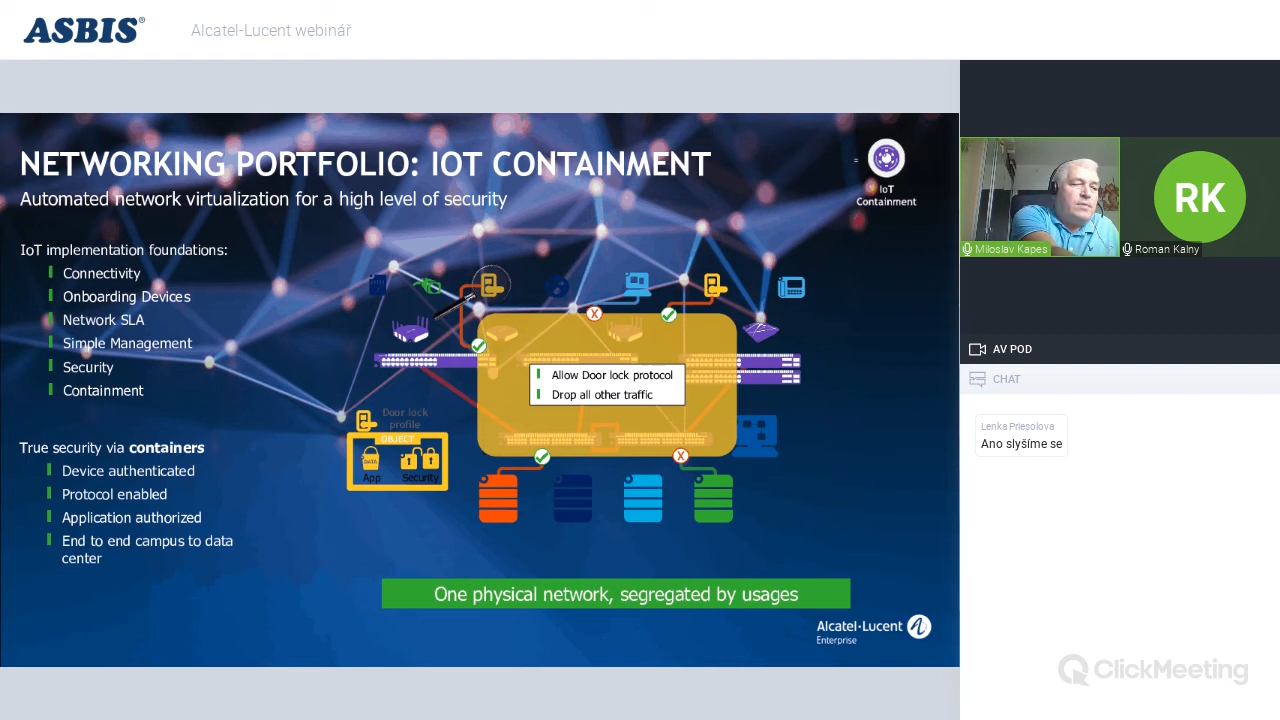 ASBIS®
Alcatel-Lucent webinář
NETWORKING PORTFOLIO: IOT CONTAINMENT
Automated network virtualization for a high level of security
IoT
Containment
IoT implementation foundations:
Connectivity
Onboarding Devices
Network SLA
Simple Management
Security
Containment
True security via containers
Device authenticated
Protocol enabled
Application authorized
End to end campus to data
center
Allow Door lock protocol
Drop all other traffic
Door lock
profile
OBJECT
DATA
App
Security
One physical network, segregated by usages
Alcatel·Lucent
Enterprise
RK
Miloslav Kapes
Roman Kalny
AV POD
CHAT
Lenka Priesolova
Ano slyšíme se
ClickMeeting